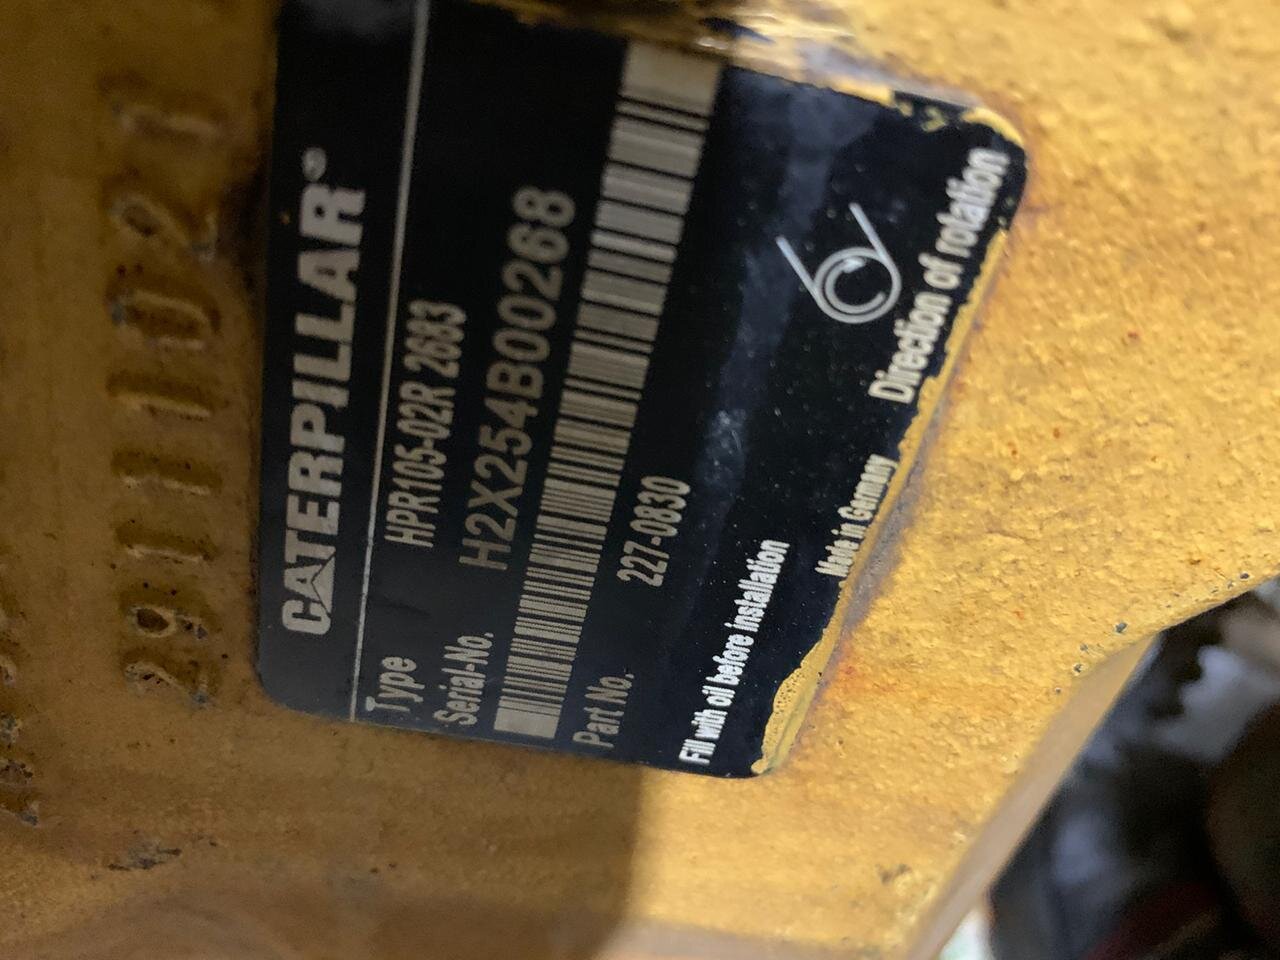 CATERPILLAR®
Type HPR105-02R 2683
Serial-No. H2X254B00268
Part No. 227-0830
Fill with oil before installation
Made in Germany
Direction of rotation